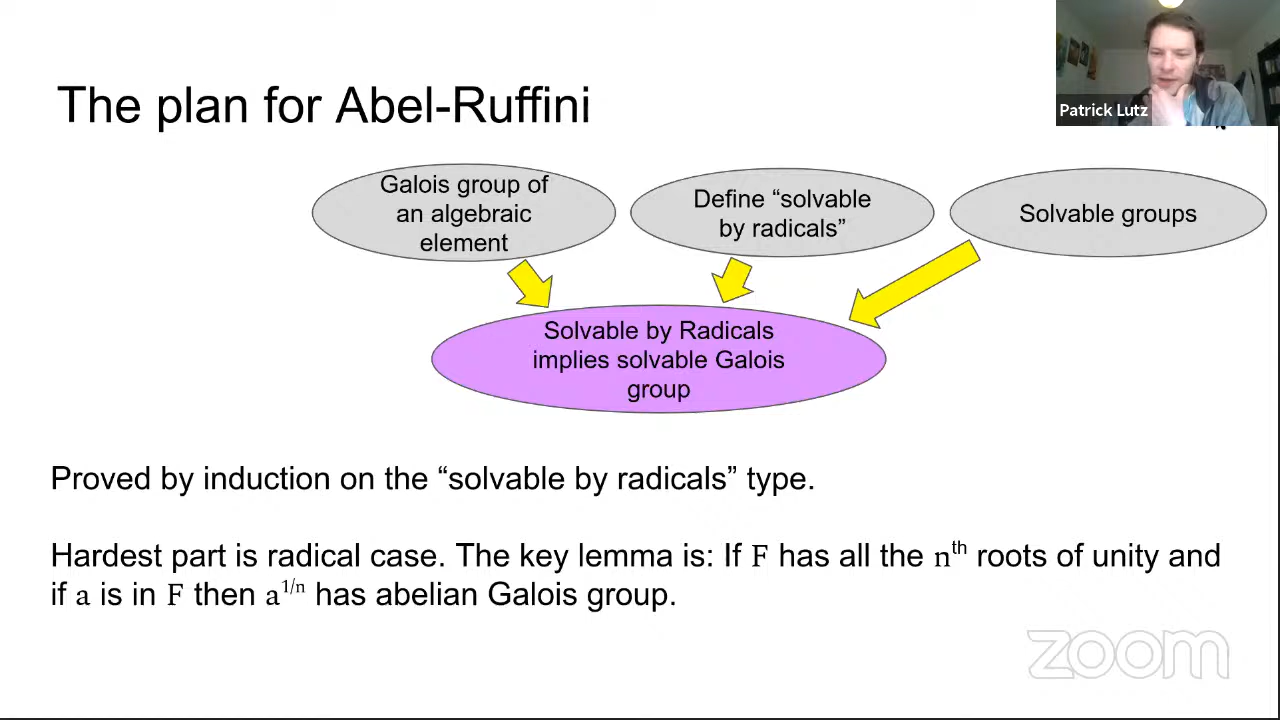 The plan for Abel-Ruffini
Patrick Lutz
Galois group of
an algebraic
element
Define “solvable
by radicals”
Solvable groups
Solvable by Radicals
implies solvable Galois
group
Proved by induction on the “solvable by radicals” type.
Hardest part is radical case. The key lemma is: If F has all the nᵗʰ roots of unity and
if a is in F then a¹ᐟⁿ has abelian Galois group.
zoom